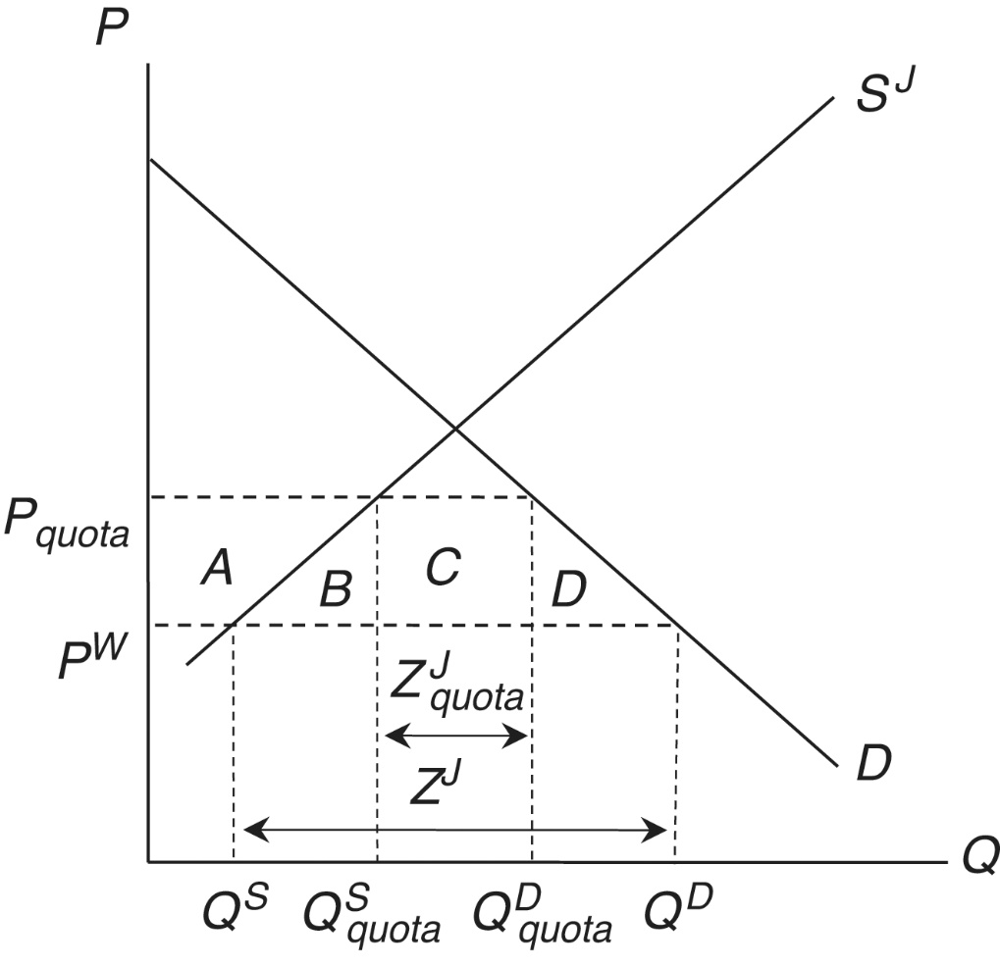 P
S^J
P_quota
A
B
C
D
P^W
Z^J_quota
Z^J
D
Q
Q^S
Q^S_quota
Q^D_quota
Q^D